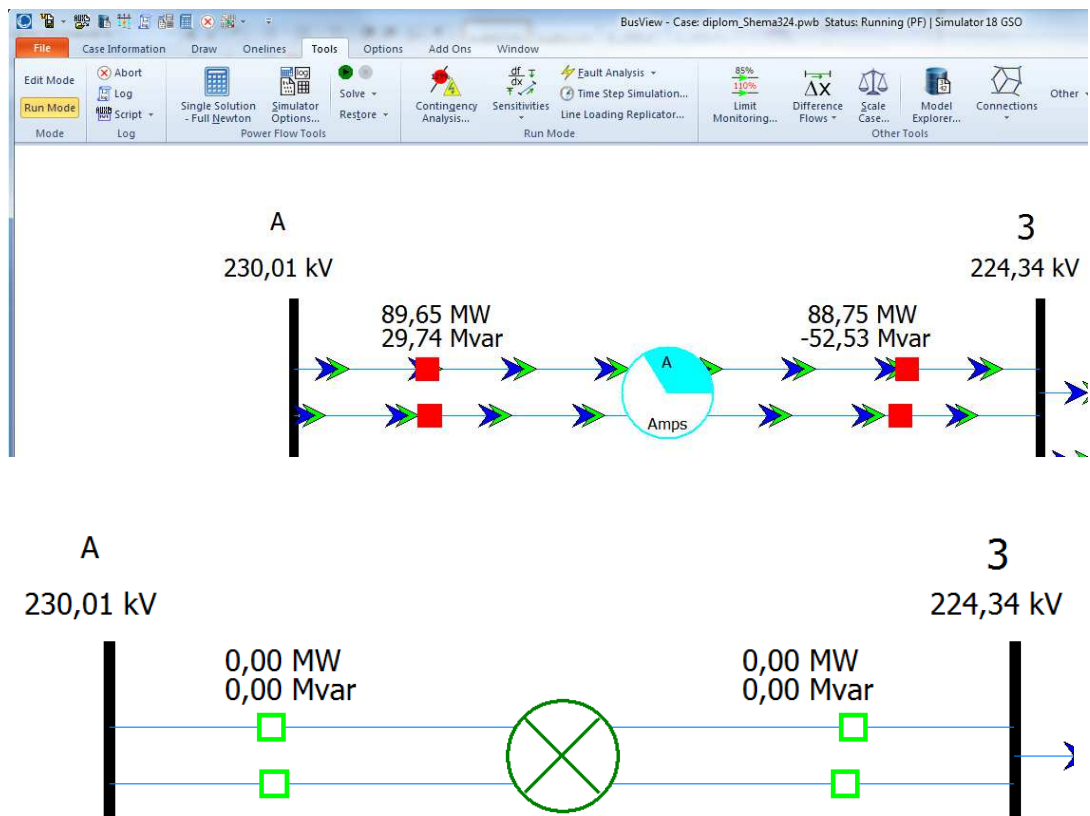 BusView - Case: diplom_Shema324.pwb Status: Running (PF) | Simulator 18 GSO
File Case Information Draw Onelines Tools Options Add Ons Window
Edit Mode
Run Mode
Mode
Abort
Log
Script
Log
Single Solution
- Full Newton
Simulator
Options...
Solve
Restore
Power Flow Tools
Contingency
Analysis...
Sensitivities
Fault Analysis
Time Step Simulation...
Line Loading Replicator...
Run Mode
85%
110%
Limit
Monitoring...
ΔX
Difference
Flows
Scale
Case...
Model
Explorer...
Connections
Other
Other Tools
А
З
230,01 kV
224,34 kV
89,65 MW
29,74 Mvar
88,75 MW
-52,53 Mvar
A
Amps
А
З
230,01 kV
224,34 kV
0,00 MW
0,00 Mvar
0,00 MW
0,00 Mvar